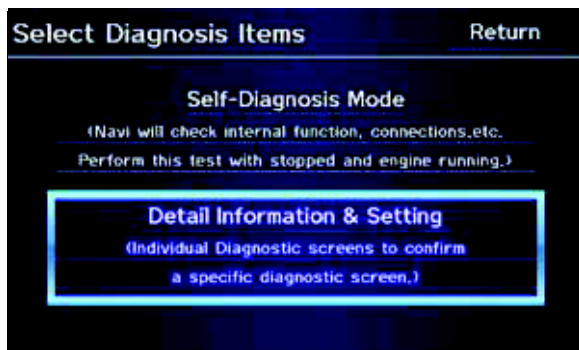 Select Diagnosis Items
Return
Self-Diagnosis Mode
(Navi will check internal function, connections,etc.
Perform this test with stopped and engine running.)
Detail Information & Setting
(Individual Diagnostic screens to confirm
a specific diagnostic screen.)